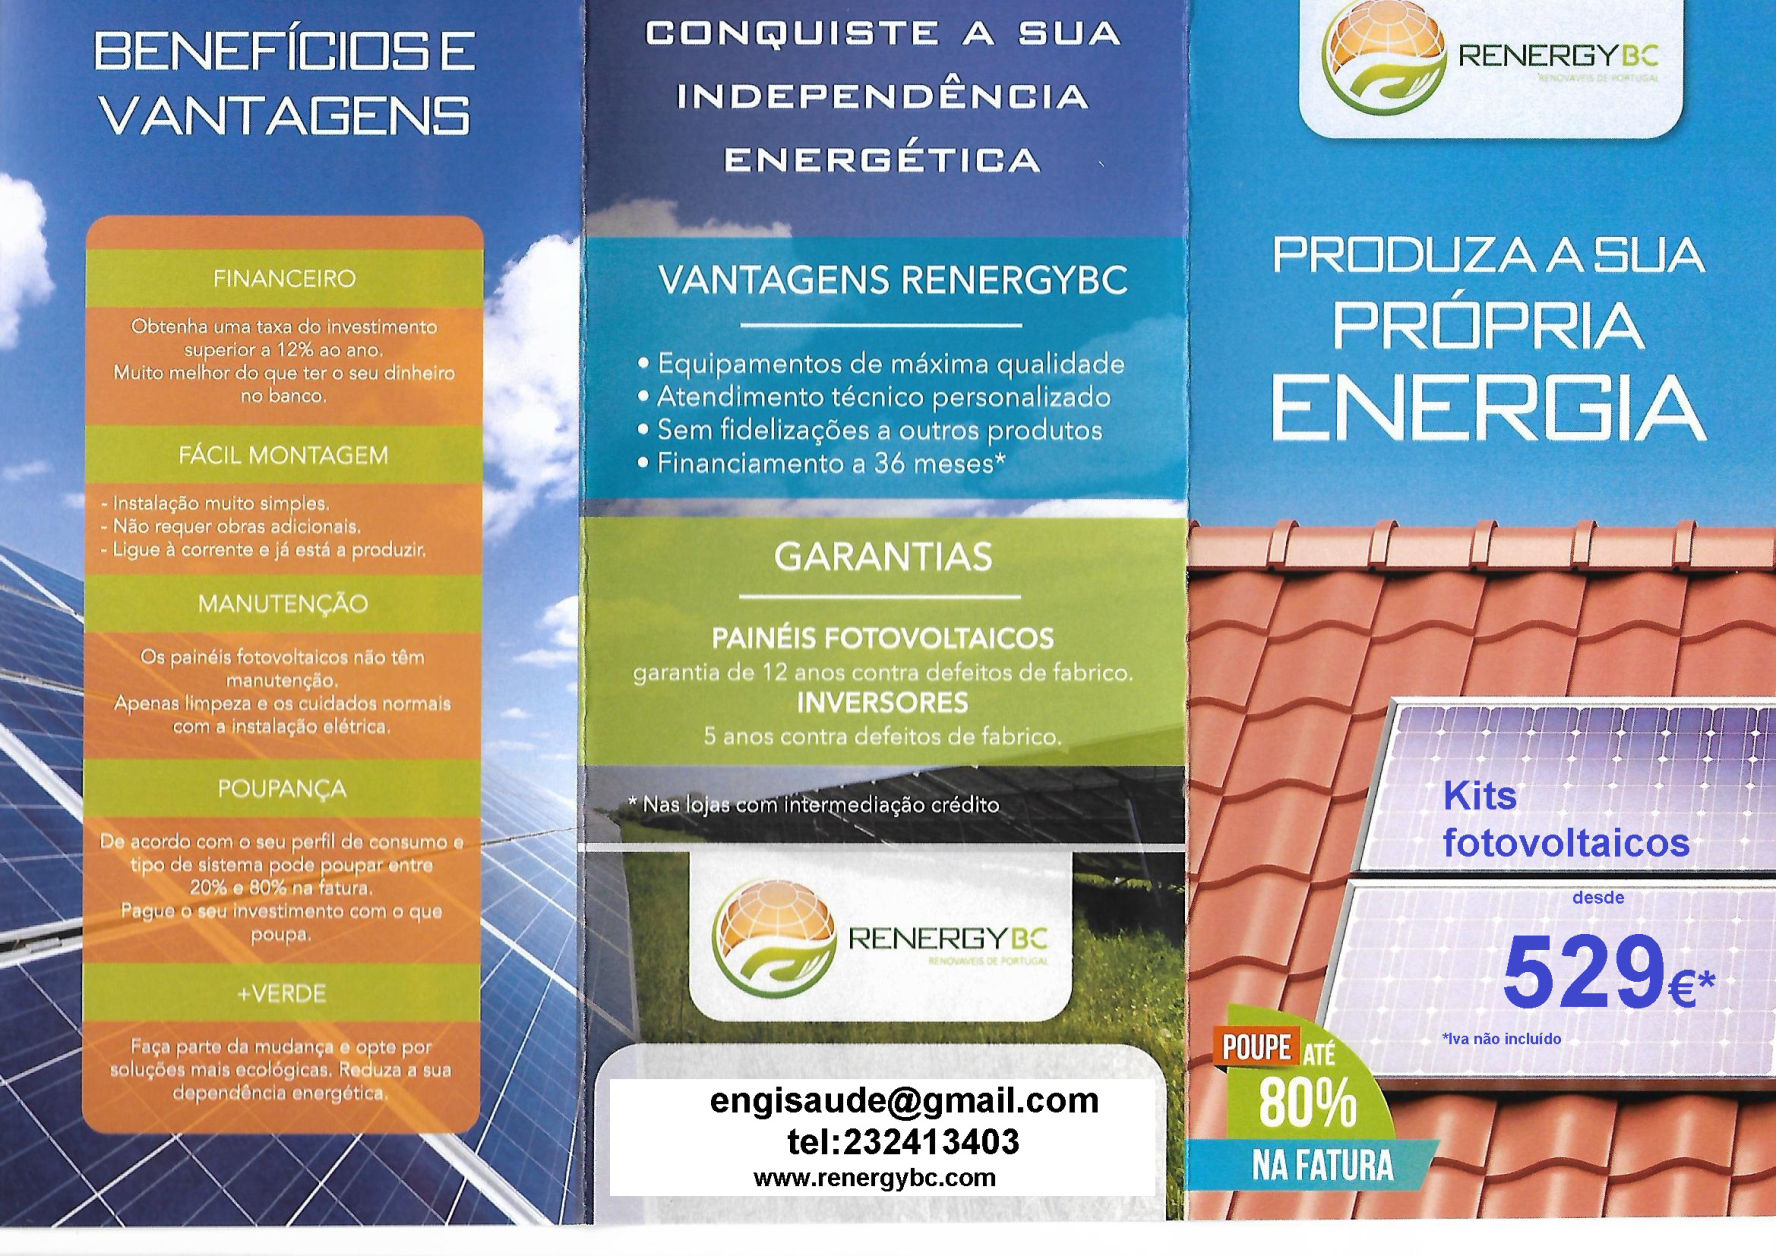 BENEFÍCIOS E
VANTAGENS
FINANCEIRO
Obtenha uma taxa do investimento
superior a 12% ao ano.
Muito melhor do que ter o seu dinheiro
no banco.
FÁCIL MONTAGEM
- Instalação muito simples.
- Não requer obras adicionais.
- Ligue à corrente e já está a produzir.
MANUTENÇÃO
Os painéis fotovoltaicos não têm
manutenção.
Apenas limpeza e os cuidados normais
com a instalação elétrica.
POUPANÇA
De acordo com o seu perfil de consumo e
tipo de sistema pode poupar entre
20% e 80% na fatura.
Pague o seu investimento com o que
poupa.
+VERDE
Faça parte da mudança e opte por
soluções mais ecológicas. Reduza a sua
dependência energética.
CONQUISTE A SUA
INDEPENDÊNCIA
ENERGÉTICA
VANTAGENS RENERGYBC
• Equipamentos de máxima qualidade
• Atendimento técnico personalizado
• Sem fidelizações a outros produtos
• Financiamento a 36 meses*
GARANTIAS
PAINÉIS FOTOVOLTAICOS
garantia de 12 anos contra defeitos de fabrico.
INVERSORES
5 anos contra defeitos de fabrico.
* Nas lojas com intermediação crédito
RENERGYBC
RENOVAVEIS DE PORTUGAL
engisaude@gmail.com
tel:232413403
www.renergybc.com
RENERGYBC
RENOVAVEIS DE PORTUGAL
PRODUZA A SUA
PRÓPRIA
ENERGIA
Kits
fotovoltaicos
desde
529€*
*Iva não incluído
POUPE ATÉ
80%
NA FATURA